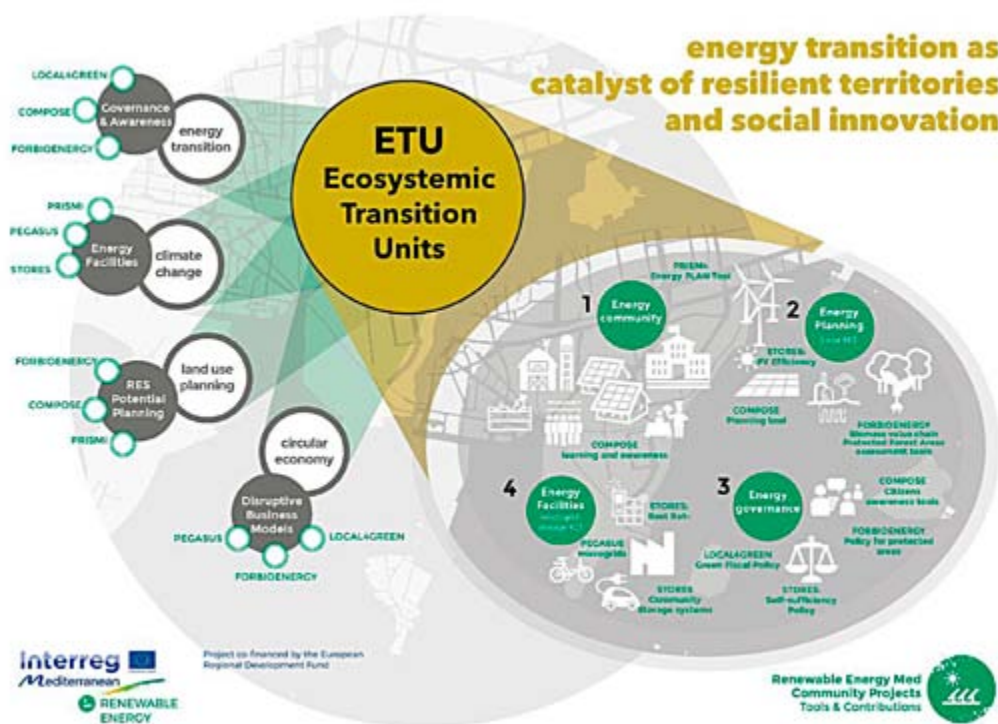 energy transition as
catalyst of resilient territories
and social innovation
ETU
Ecosystemic
Transition
Units
LOCAL4GREEN
COMPOSE
FORBIOENERGY
Governance
& Awareness
energy
transition
PRISMI
PEGASUS
STORES
Energy
Facilities
climate
change
FORBIOENERGY
COMPOSE
PRISMI
RES
Potential
Planning
land use
planning
circular
economy
Disruptive
Business
Models
PEGASUS
LOCAL4GREEN
FORBIOENERGY
1
Energy
community
PRISMI:
Energy PLAN Tool
2
Energy
Planning
STORES:
PV Efficiency
COMPOSE
Planning tool
FORBIOENERGY
Biomass value chain
Protected Forest Areas
assessment tools
COMPOSE
learning and awareness
4
Energy
Facilities
STORES:
PEGASUS
microgrids
STORES
Community
Storage systems
3
Energy
governance
COMPOSE
Citizens
awareness tools
FORBIOENERGY
Policy for protected
areas
LOCAL4GREEN
Green Fiscal Policy
STORES:
Self-sufficiency
Policy
Interreg
Mediterranean
RENEWABLE
ENERGY
Project co-financed by the European
Regional Development Fund
Renewable Energy Med
Community Projects
Tools & Contributions